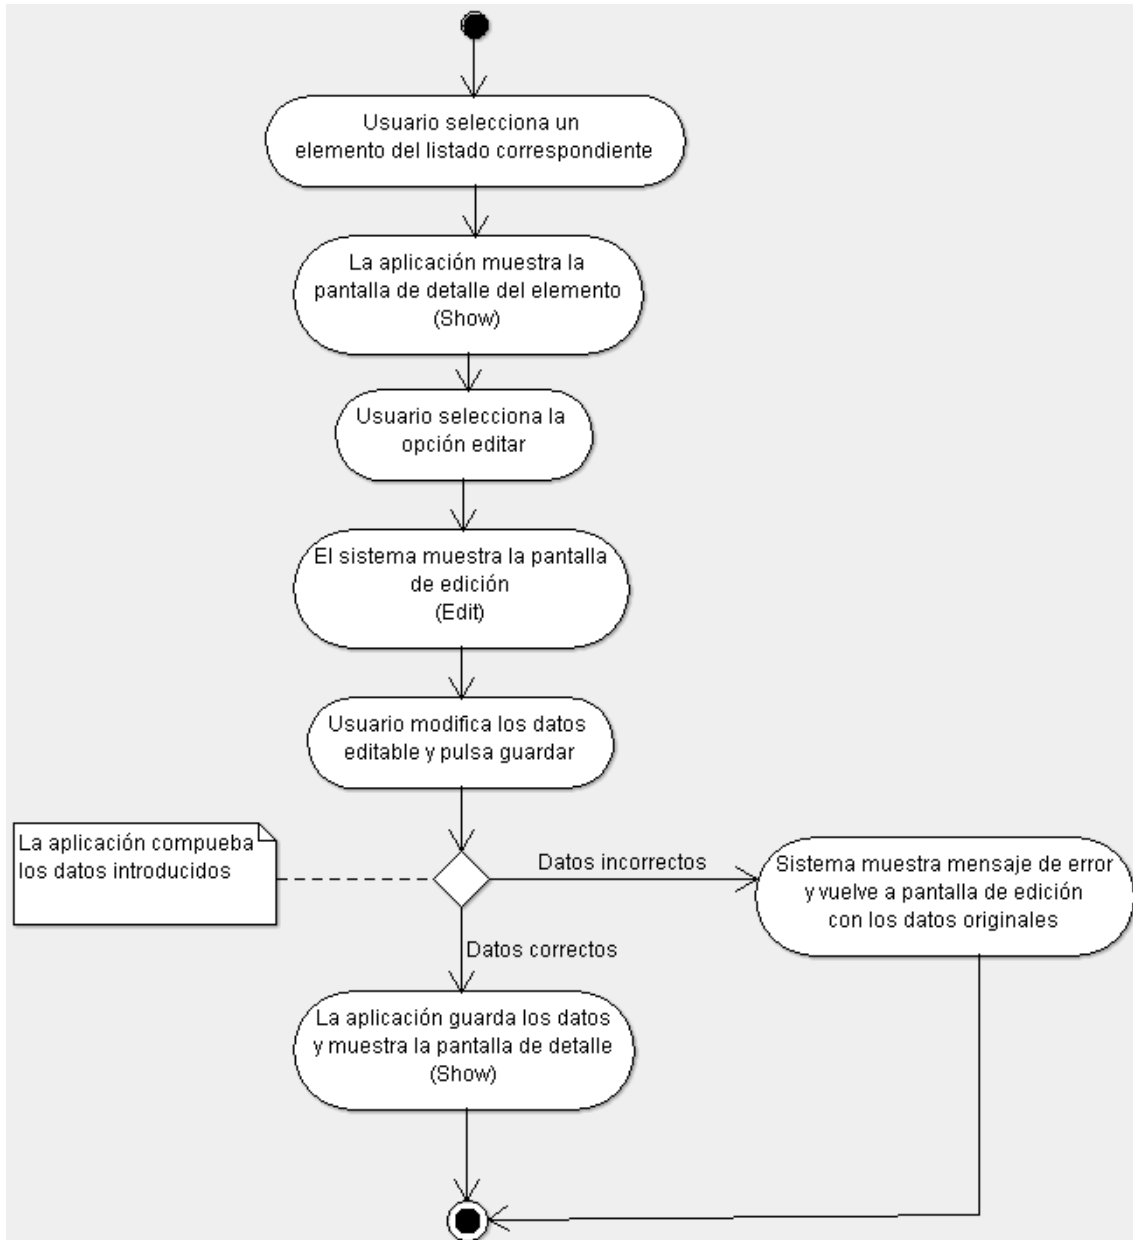 Usuario selecciona un
elemento del listado correspondiente
La aplicación muestra la
pantalla de detalle del elemento
(Show)
Usuario selecciona la
opción editar
El sistema muestra la pantalla
de edición
(Edit)
Usuario modifica los datos
editable y pulsa guardar
La aplicación compueba
los datos introducidos
Datos incorrectos
Sistema muestra mensaje de error
y vuelve a pantalla de edición
con los datos originales
Datos correctos
La aplicación guarda los datos
y muestra la pantalla de detalle
(Show)